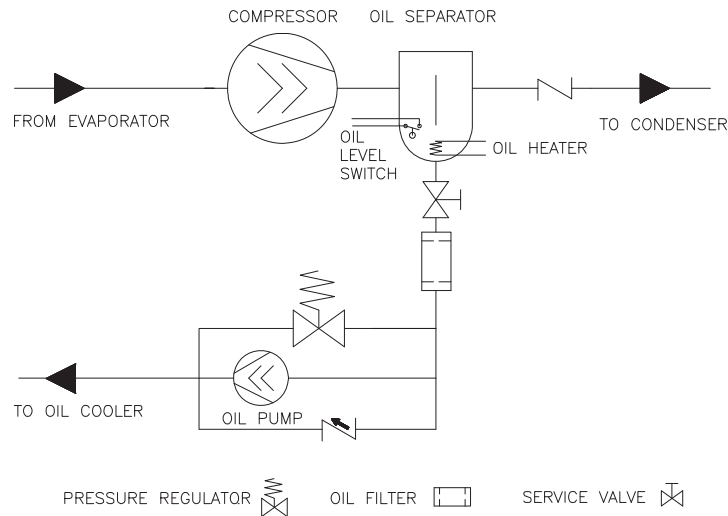 COMPRESSOR
OIL SEPARATOR
FROM EVAPORATOR
TO CONDENSER
OIL
LEVEL
SWITCH
OIL HEATER
TO OIL COOLER
OIL PUMP
PRESSURE REGULATOR
OIL FILTER
SERVICE VALVE